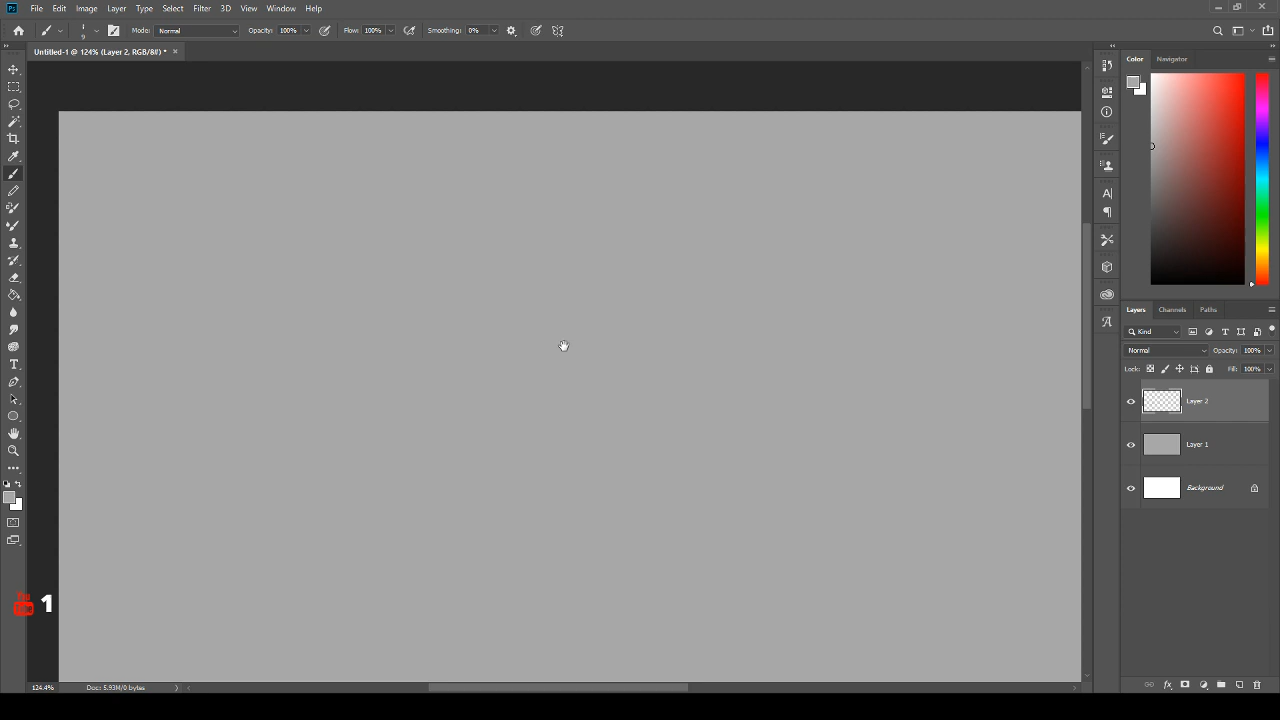 Ps File Edit Image Layer Type Select Filter 3D View Window Help
9 Mode: Normal Opacity: 100% Flow: 100% Smoothing: 0%
Untitled-1 @ 124% (Layer 2, RGB/8#) * ×
Color Navigator
Layers Channels Paths
Kind
Normal Opacity: 100%
Lock: Fill: 100%
Layer 2
Layer 1
Background
1
124.4% Doc: 5.93M/0 bytes